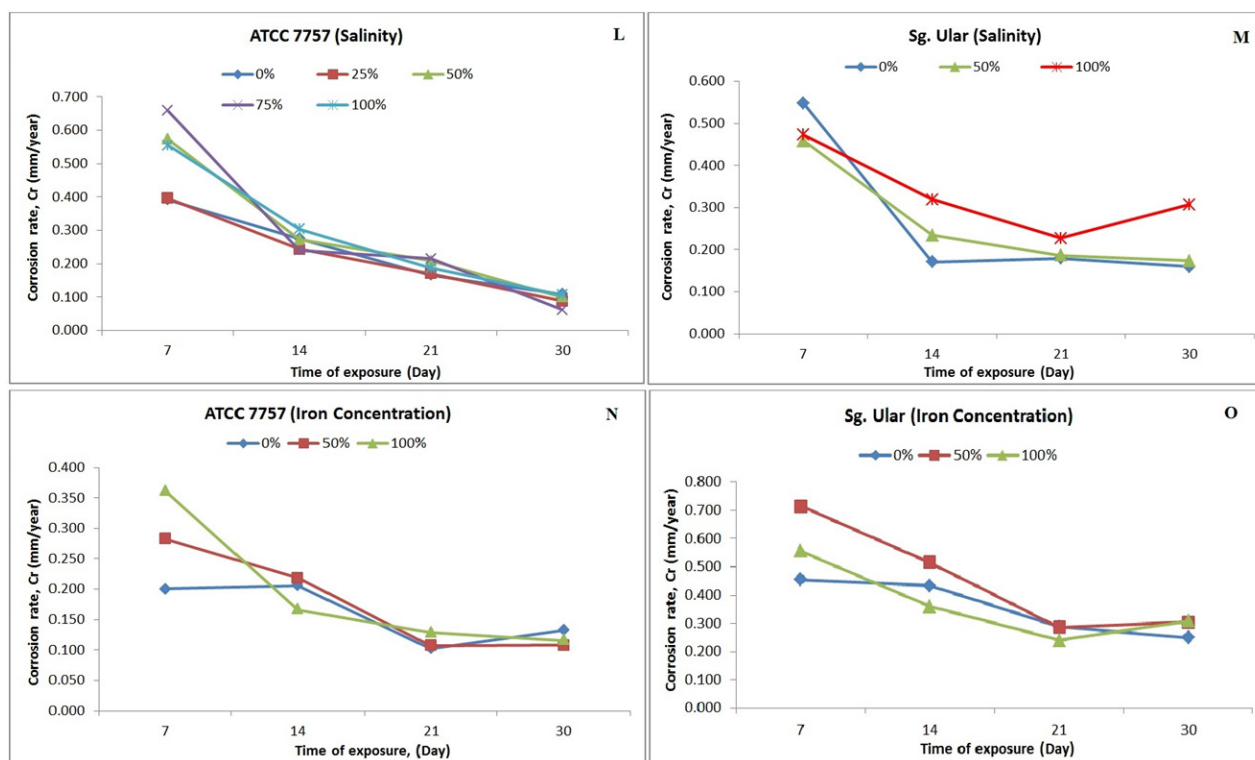 ATCC 7757 (Salinity)
L
0% 25% 50%
75% 100%
Corrosion rate, Cr (mm/year)
0.700
0.600
0.500
0.400
0.300
0.200
0.100
0.000
7 14 21 30
Time of exposure (Day)
Sg. Ular (Salinity)
M
0% 50% 100%
Corrosion rate, Cr (mm/year)
0.600
0.500
0.400
0.300
0.200
0.100
0.000
7 14 21 30
Time of exposure (Day)
ATCC 7757 (Iron Concentration)
N
0% 50% 100%
Corrosion rate, Cr (mm/year)
0.400
0.350
0.300
0.250
0.200
0.150
0.100
0.050
0.000
7 14 21 30
Time of exposure, (Day)
Sg. Ular (Iron Concentration)
O
0% 50% 100%
Corrosion rate, Cr (mm/year)
0.800
0.700
0.600
0.500
0.400
0.300
0.200
0.100
0.000
7 14 21 30
Time of exposure (Day)